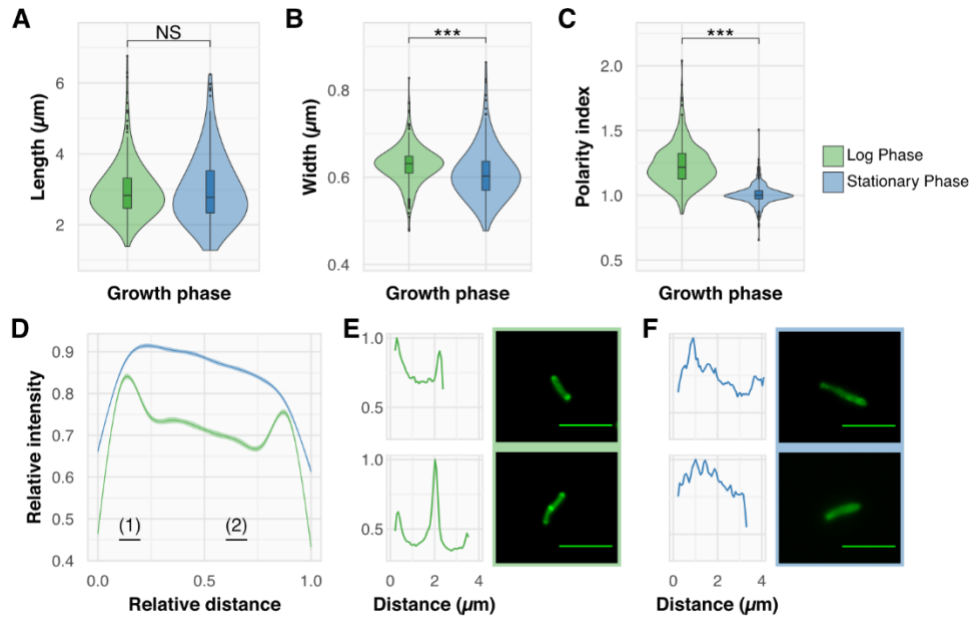 A
NS
Length (µm)
6
4
2
Growth phase
B
***
Width (µm)
0.8
0.6
0.4
Growth phase
C
***
Polarity index
2.0
1.5
1.0
0.5
Growth phase
Log Phase
Stationary Phase
D
Relative intensity
0.9
0.8
0.7
0.6
0.5
0.4
(1)
(2)
0.0
0.5
1.0
Relative distance
E
1.0
0.5
1.0
0.5
0
2
4
Distance (µm)
F
0
2
4
Distance (µm)